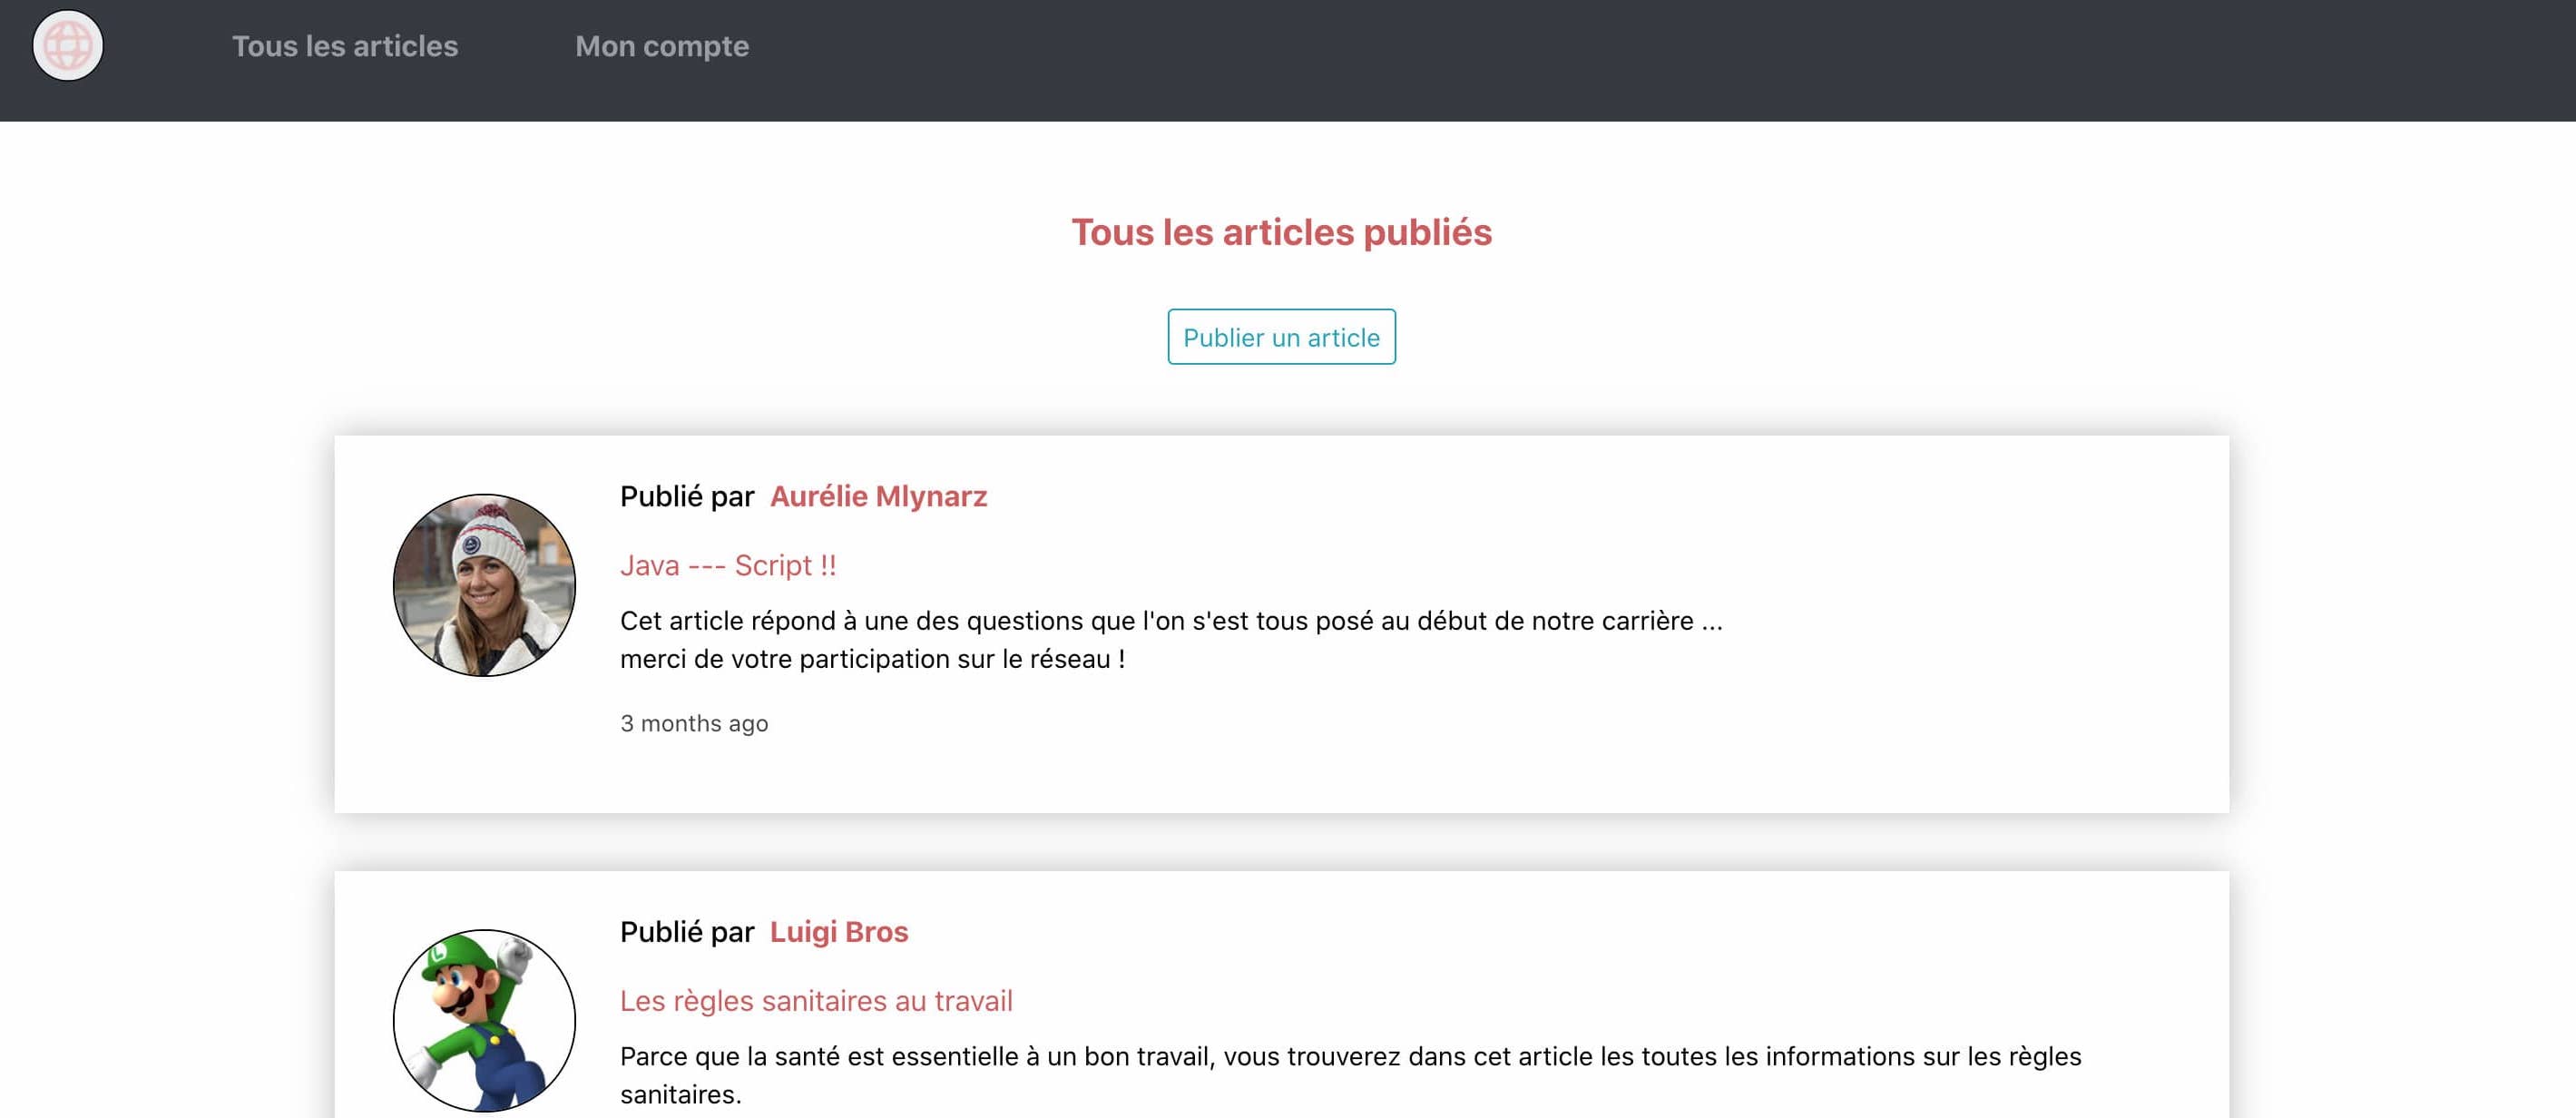 Tous les articles
Mon compte
Tous les articles publiés
Publier un article
Publié par Aurélie Mlynarz
Java --- Script !!
Cet article répond à une des questions que l'on s'est tous posé au début de notre carrière ...
merci de votre participation sur le réseau !
3 months ago
Publié par Luigi Bros
L
Les règles sanitaires au travail
Parce que la santé est essentielle à un bon travail, vous trouverez dans cet article les toutes les informations sur les règles
sanitaires.